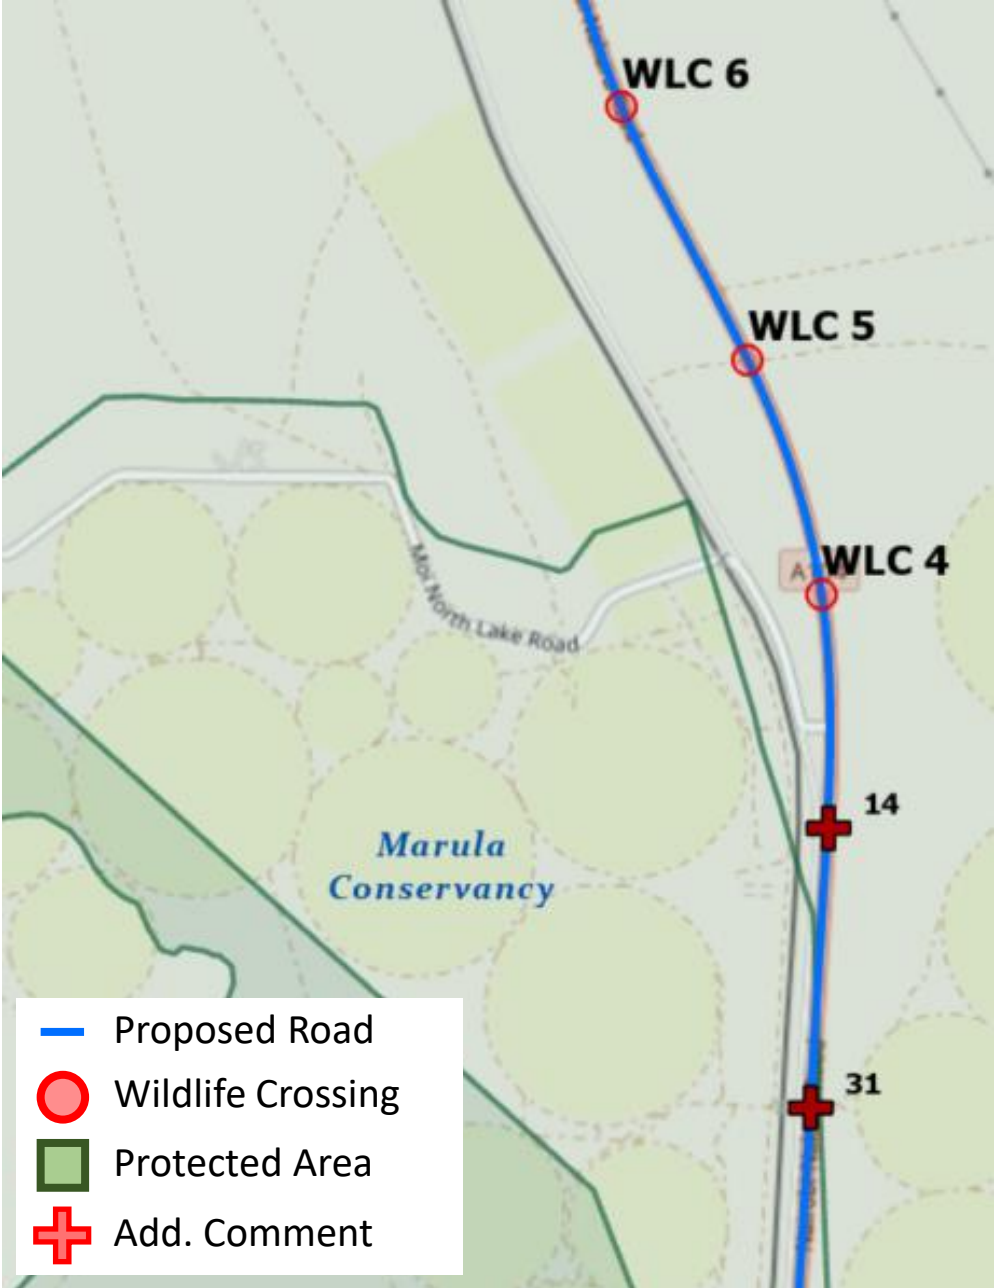 WLC 6
WLC 5
WLC 4
Moi North Lake Road
14
Marula
Conservancy
31
Proposed Road
Wildlife Crossing
Protected Area
Add. Comment